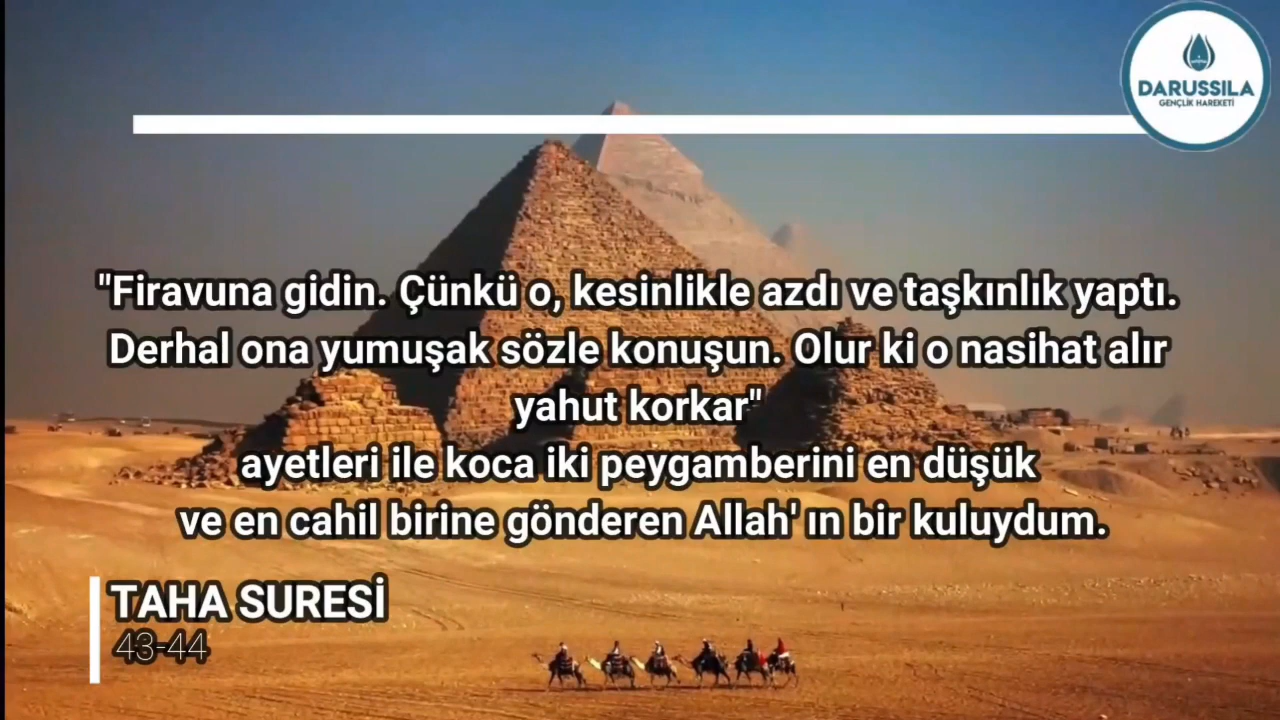 DARUSSILA
GENÇLİK HAREKETİ
"Firavuna gidin. Çünkü o, kesinlikle azdı ve taşkınlık yaptı.
Derhal ona yumuşak sözle konuşun. Olur ki o nasihat alır
yahut korkar"
ayetleri ile koca iki peygamberini en düşük
ve en cahil birine gönderen Allah' ın bir kuluydum.
TAHA SURESİ
43-44